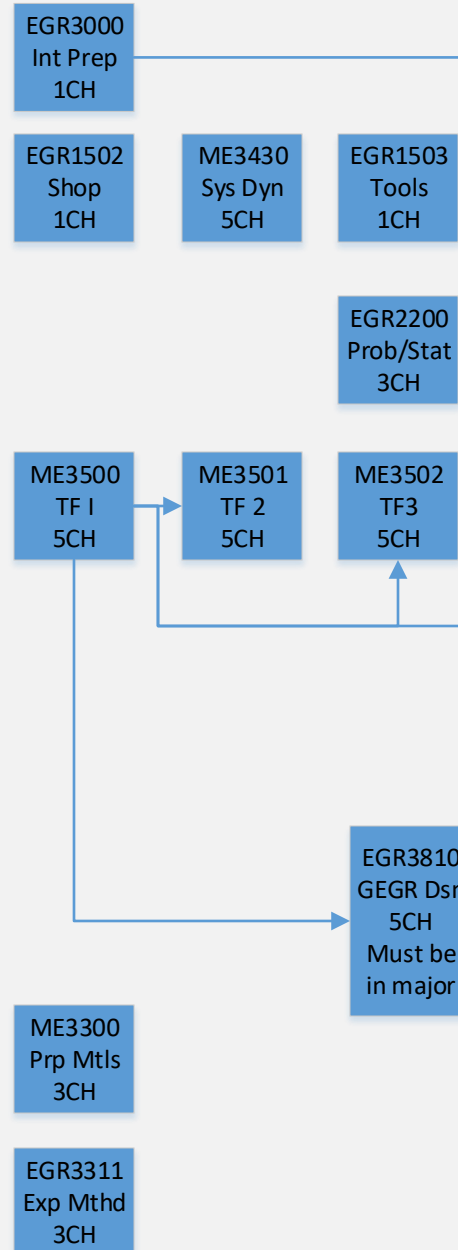 EGR3000
Int Prep
1CH
EGR1502
Shop
1CH
ME3430
Sys Dyn
5CH
EGR1503
Tools
1CH
EGR2200
Prob/Stat
3CH
ME3500
TF I
5CH
ME3501
TF 2
5CH
ME3502
TF3
5CH
EGR3810
GEGR Dsn
5CH
Must be
in major
ME3300
Prp Mtls
3CH
EGR3311
Exp Mthd
3CH